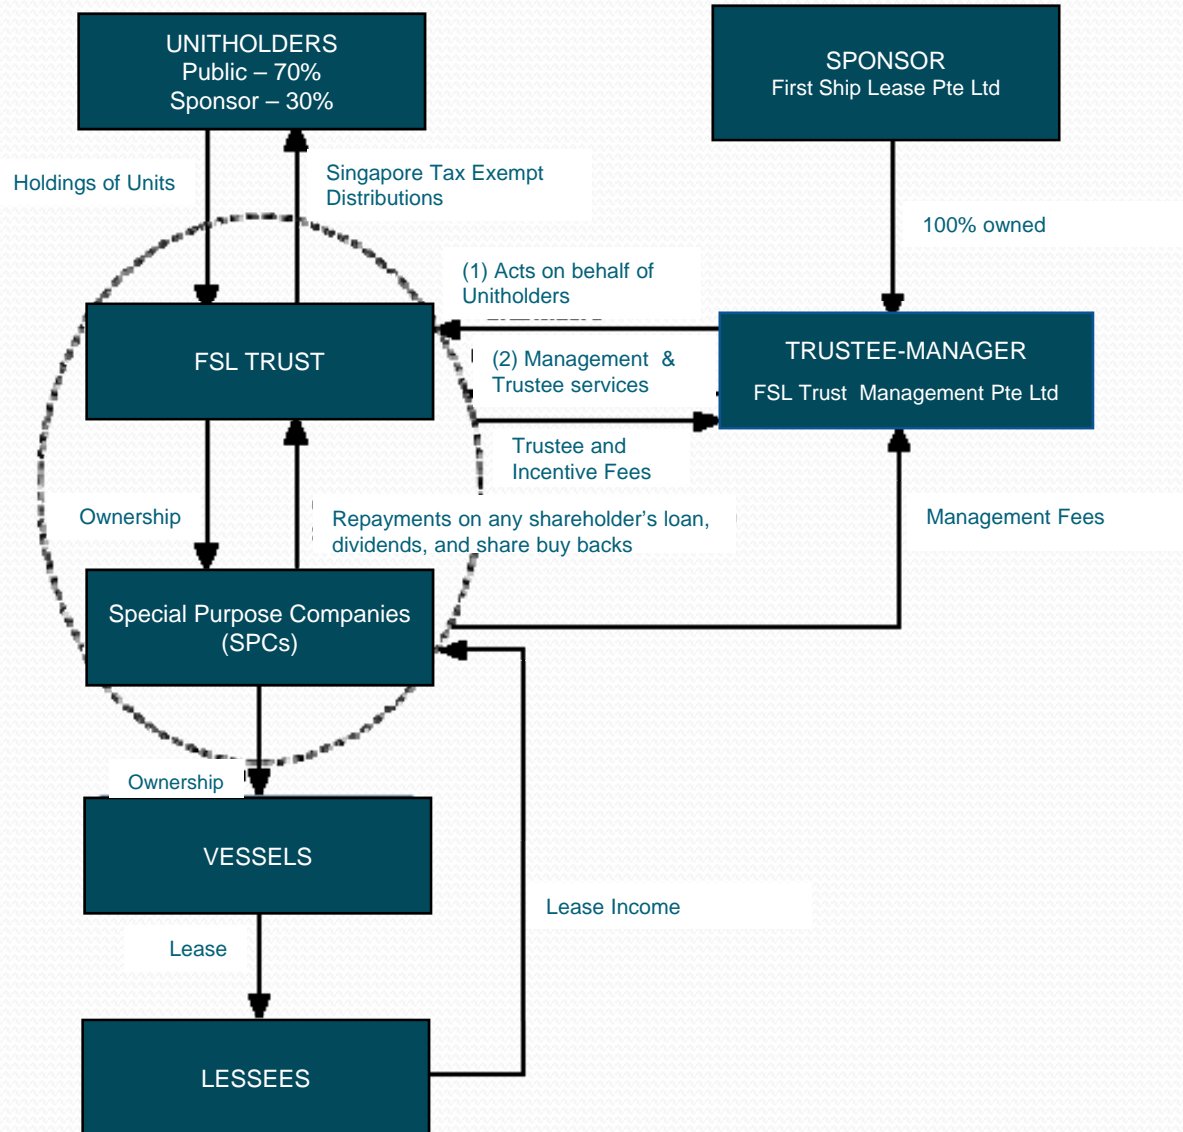 UNITHOLDERS
Public – 70%
Sponsor – 30%
SPONSOR
First Ship Lease Pte Ltd
Holdings of Units
Singapore Tax Exempt
Distributions
100% owned
(1) Acts on behalf of
Unitholders
FSL TRUST
(2) Management &
Trustee services
TRUSTEE-MANAGER
FSL Trust Management Pte Ltd
Trustee and
Incentive Fees
Ownership
Repayments on any shareholder’s loan,
dividends, and share buy backs
Management Fees
Special Purpose Companies
(SPCs)
Ownership
VESSELS
Lease Income
Lease
LESSEES